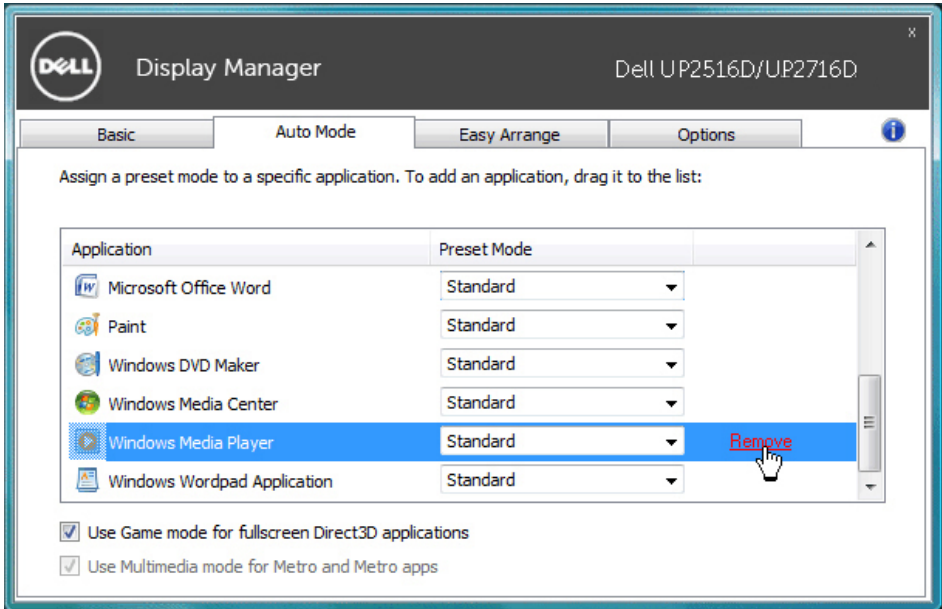 x
DELL Display Manager Dell UP2516D/UP2716D
Basic Auto Mode Easy Arrange Options i
Assign a preset mode to a specific application. To add an application, drag it to the list:
Application Preset Mode
Microsoft Office Word Standard
Paint Standard
Windows DVD Maker Standard
Windows Media Center Standard
Windows Media Player Standard Remove
Windows Wordpad Application Standard
Use Game mode for fullscreen Direct3D applications
Use Multimedia mode for Metro and Metro apps